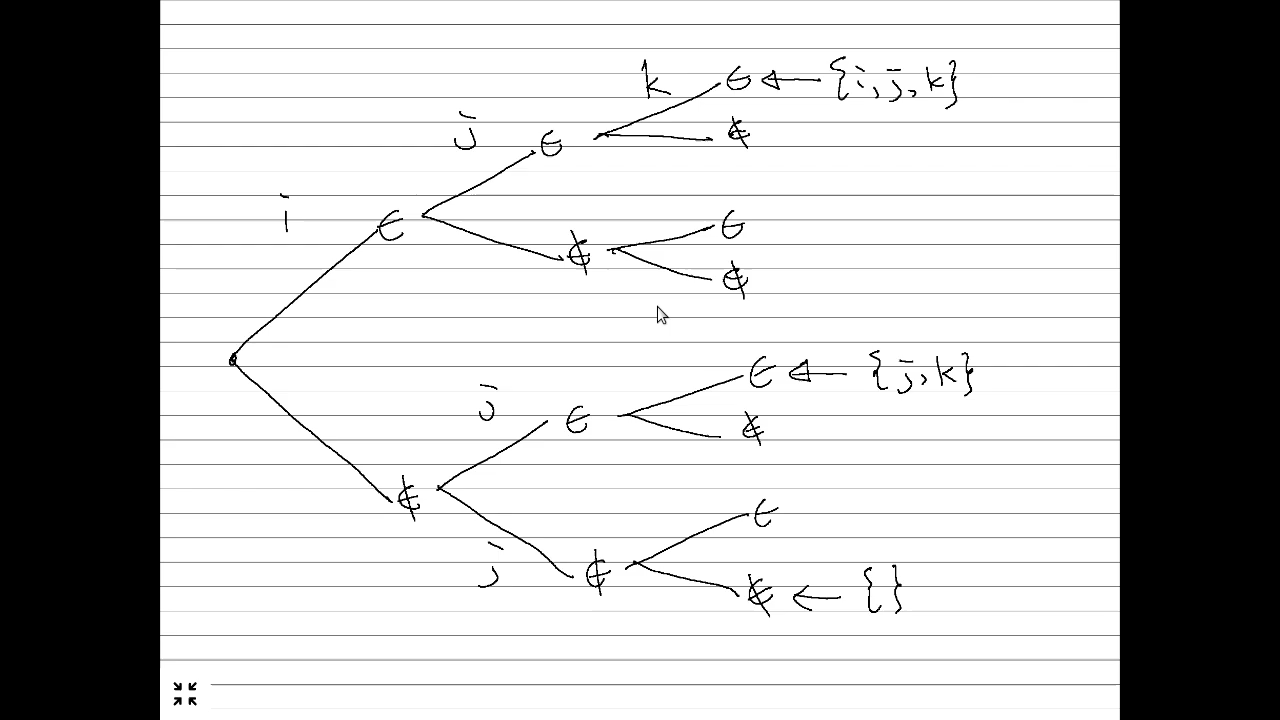 k ∈ ← {i, j, k}
j ∈ ∉
i ∈ ∈
∉ ∉
∈ ← {j, k}
j ∈ ∉
∉ ∈
j ∉ ∉ ← {}